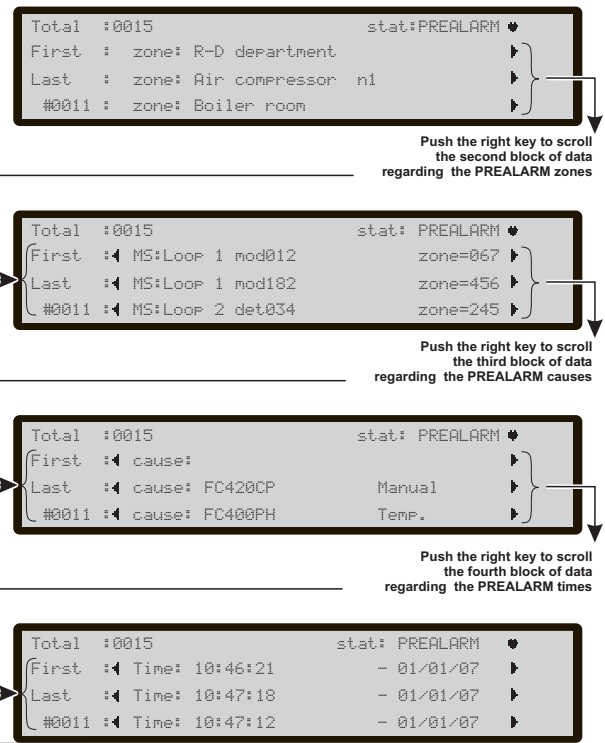 Total :0015 stat:PREALARM
First : zone: R-D department
Last : zone: Air compressor n1
#0011 : zone: Boiler room
Push the right key to scroll
the second block of data
regarding the PREALARM zones
Total :0015 stat: PREALARM
First : MS:Loop 1 mod012 zone=067
Last : MS:Loop 1 mod182 zone=456
#0011 : MS:Loop 2 det034 zone=245
Push the right key to scroll
the third block of data
regarding the PREALARM causes
Total :0015 stat: PREALARM
First : cause:
Last : cause: FC420CP Manual
#0011 : cause: FC400PH Temp.
Push the right key to scroll
the fourth block of data
regarding the PREALARM times
Total :0015 stat: PREALARM
First : Time: 10:46:21 - 01/01/07
Last : Time: 10:47:18 - 01/01/07
#0011 : Time: 10:47:12 - 01/01/07